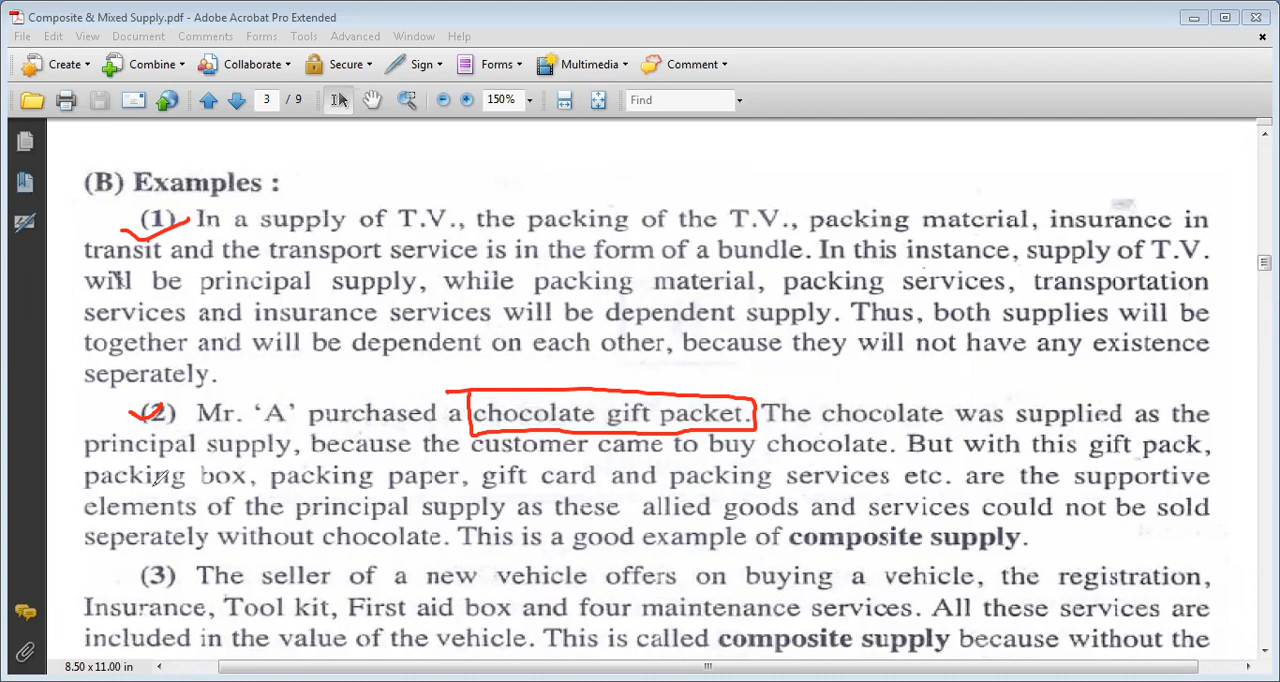 Composite & Mixed Supply.pdf - Adobe Acrobat Pro Extended
File Edit View Document Comments Forms Tools Advanced Window Help
Create Combine Collaborate Secure Sign Forms Multimedia Comment
3 / 9 150% Find
(B) Examples :
(1) In a supply of T.V., the packing of the T.V., packing material, insurance in
transit and the transport service is in the form of a bundle. In this instance, supply of T.V.
will be principal supply, while packing material, packing services, transportation
services and insurance services will be dependent supply. Thus, both supplies will be
together and will be dependent on each other, because they will not have any existence
seperately.
(2) Mr. ‘A’ purchased a chocolate gift packet. The chocolate was supplied as the
principal supply, because the customer came to buy chocolate. But with this gift pack,
packing box, packing paper, gift card and packing services etc. are the supportive
elements of the principal supply as these allied goods and services could not be sold
seperately without chocolate. This is a good example of composite supply.
(3) The seller of a new vehicle offers on buying a vehicle, the registration,
Insurance, Tool kit, First aid box and four maintenance services. All these services are
included in the value of the vehicle. This is called composite supply because without the
8.50 x 11.00 in